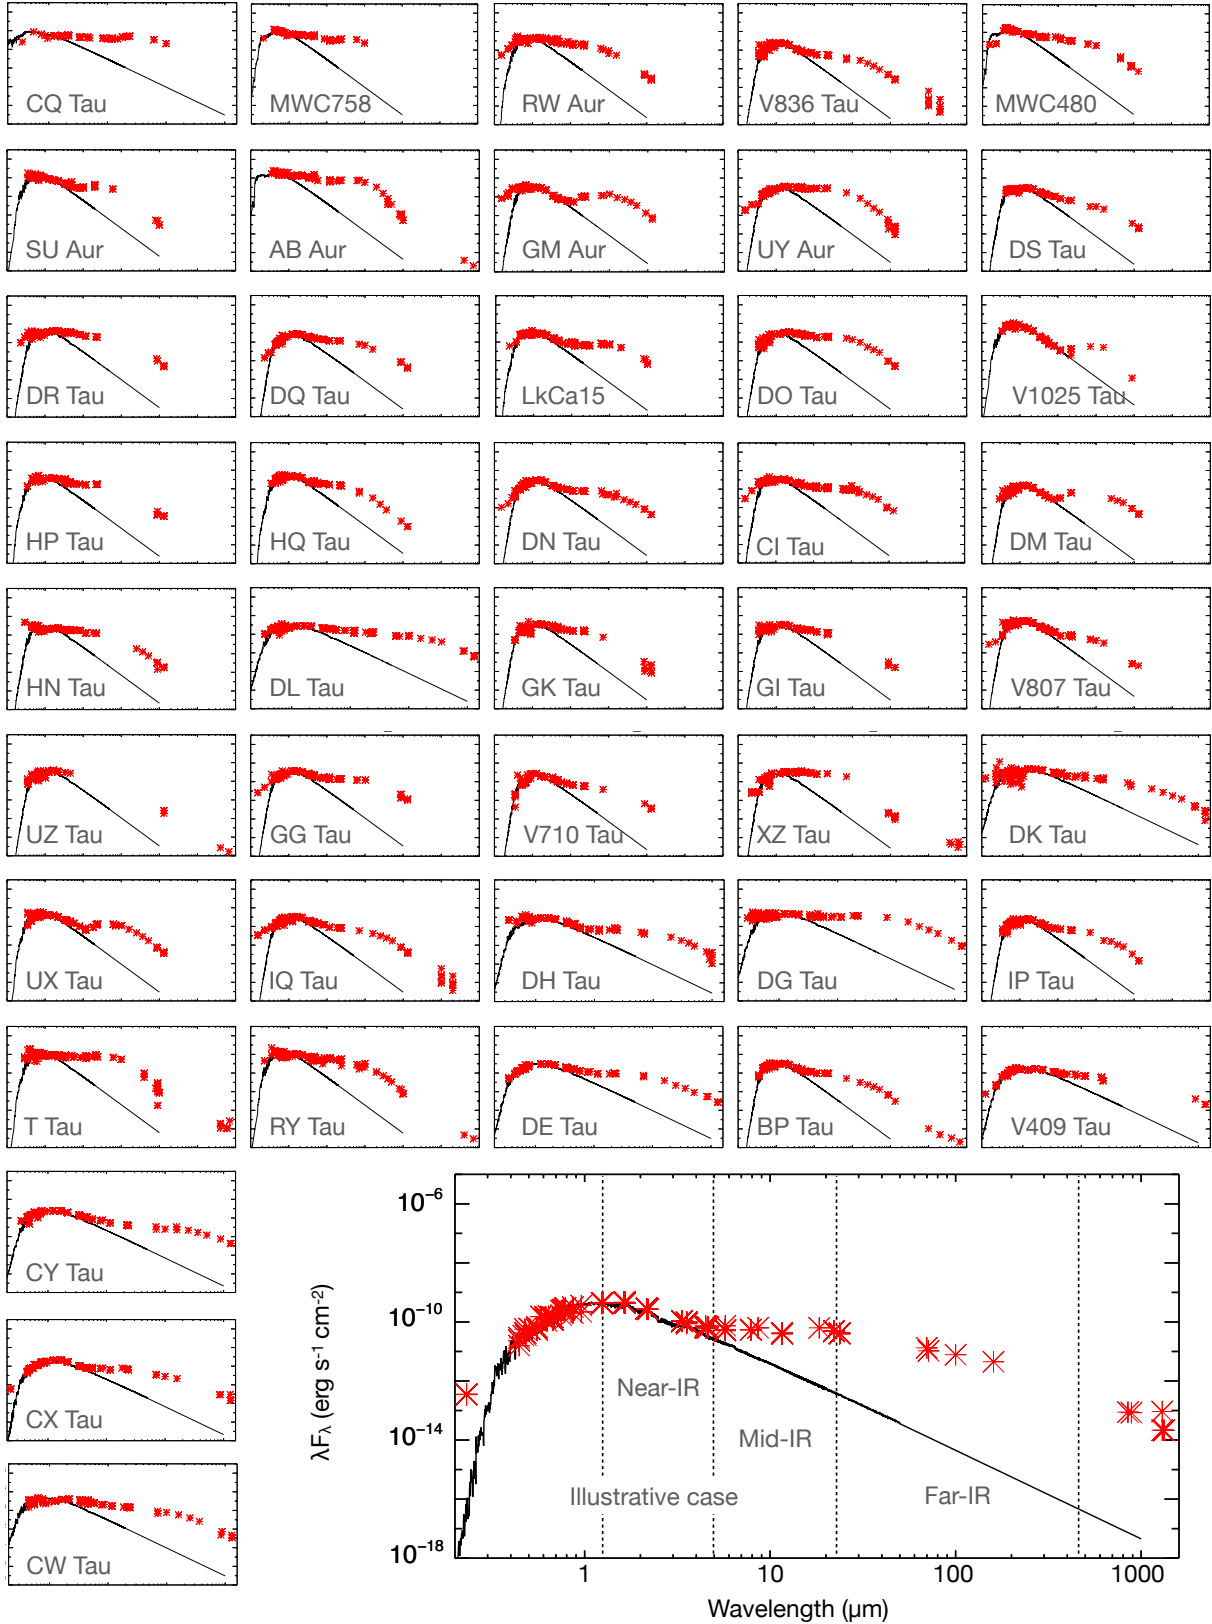 CQ Tau
MWC758
RW Aur
V836 Tau
MWC480
SU Aur
AB Aur
GM Aur
UY Aur
DS Tau
DR Tau
DQ Tau
LkCa15
DO Tau
V1025 Tau
HP Tau
HQ Tau
DN Tau
CI Tau
DM Tau
HN Tau
DL Tau
GK Tau
GI Tau
V807 Tau
UZ Tau
GG Tau
V710 Tau
XZ Tau
DK Tau
UX Tau
IQ Tau
DH Tau
DG Tau
IP Tau
T Tau
RY Tau
DE Tau
BP Tau
V409 Tau
CY Tau
CX Tau
CW Tau
10⁻⁶
10⁻¹⁰
10⁻¹⁴
10⁻¹⁸
λFλ (erg s⁻¹ cm⁻²)
Near-IR
Mid-IR
Far-IR
Illustrative case
1
10
100
1000
Wavelength (μm)